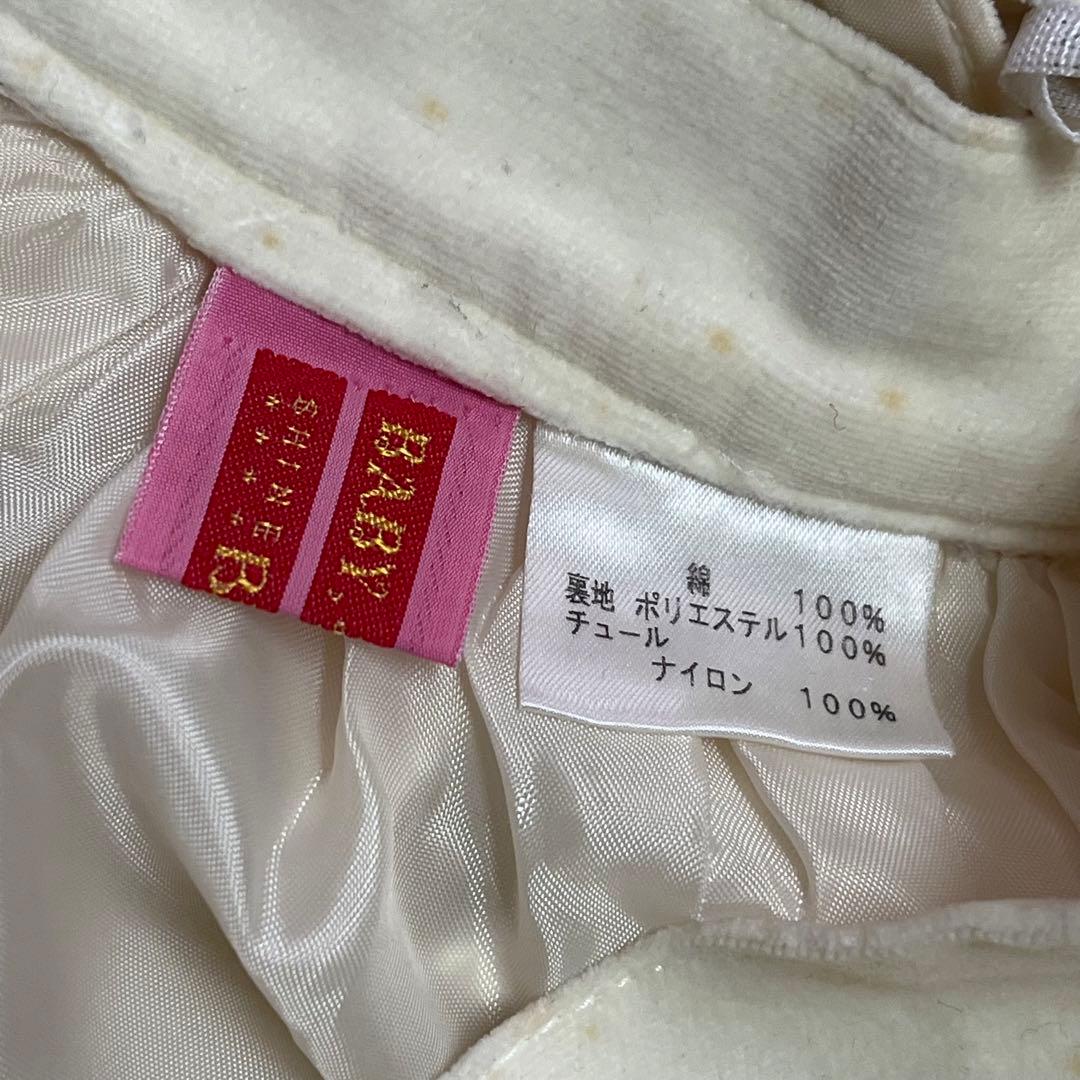 BABY,
SHINE
R
綿 100%
裏地 ポリエステル100%
チュール
ナイロン 100%